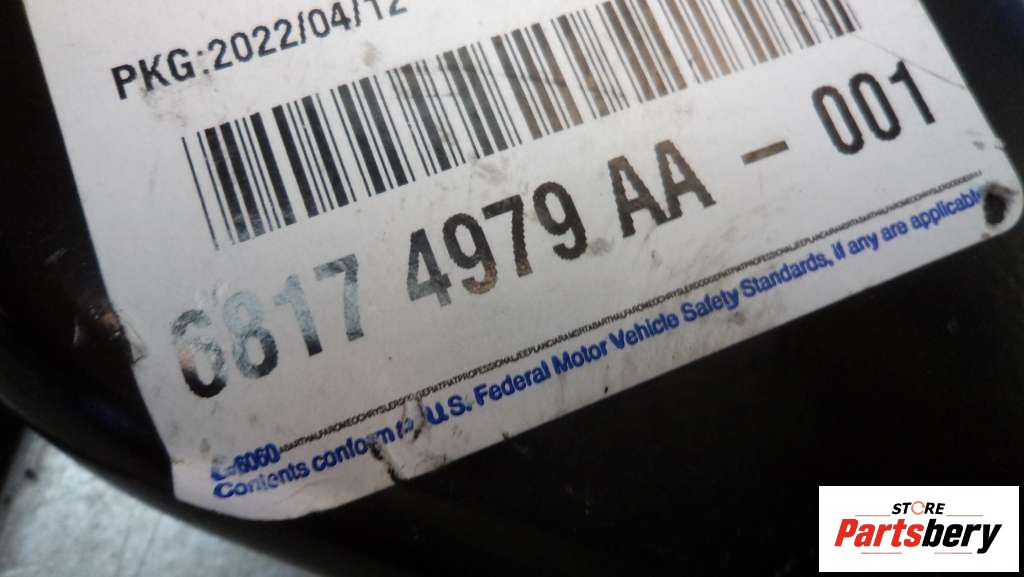 PKG:2022/04/12
6817 4979 AA - 001
6060
Contents conform to U.S. Federal Motor Vehicle Safety Standards, if any are applicable
STORE
Partsbery